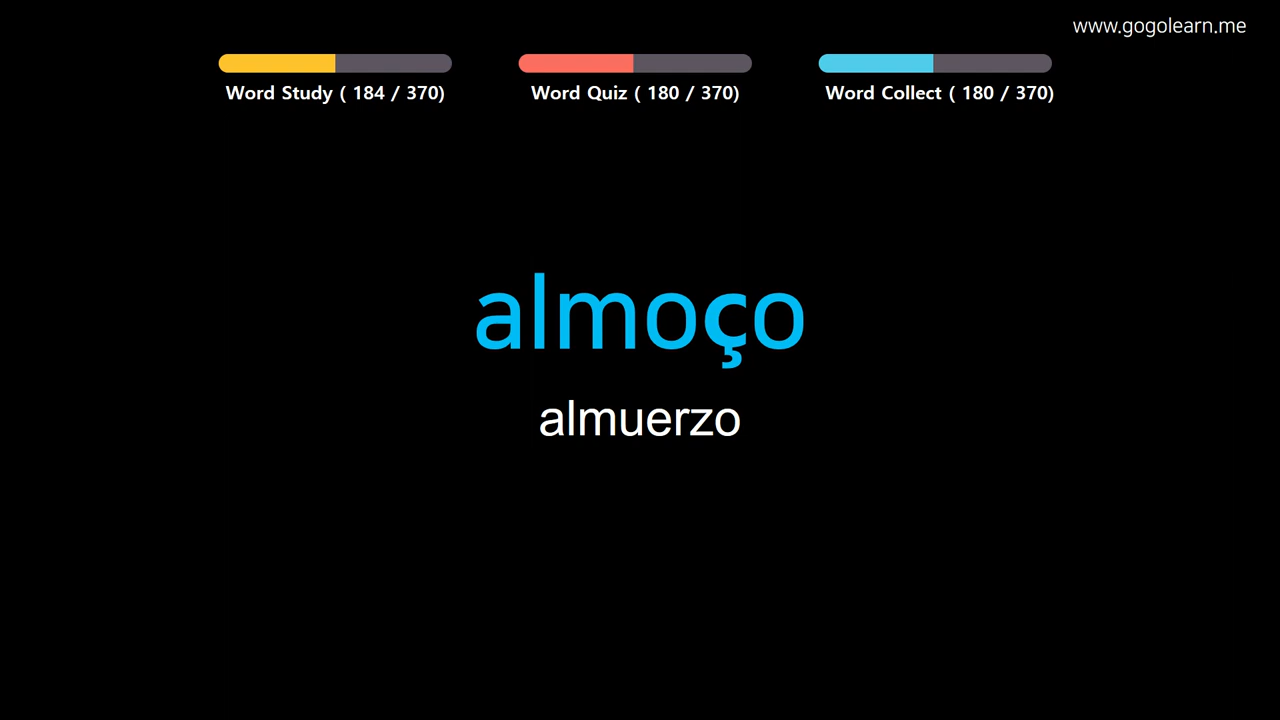 www.gogolearn.me
Word Study ( 184 / 370)
Word Quiz ( 180 / 370)
Word Collect ( 180 / 370)
almoço
almuerzo